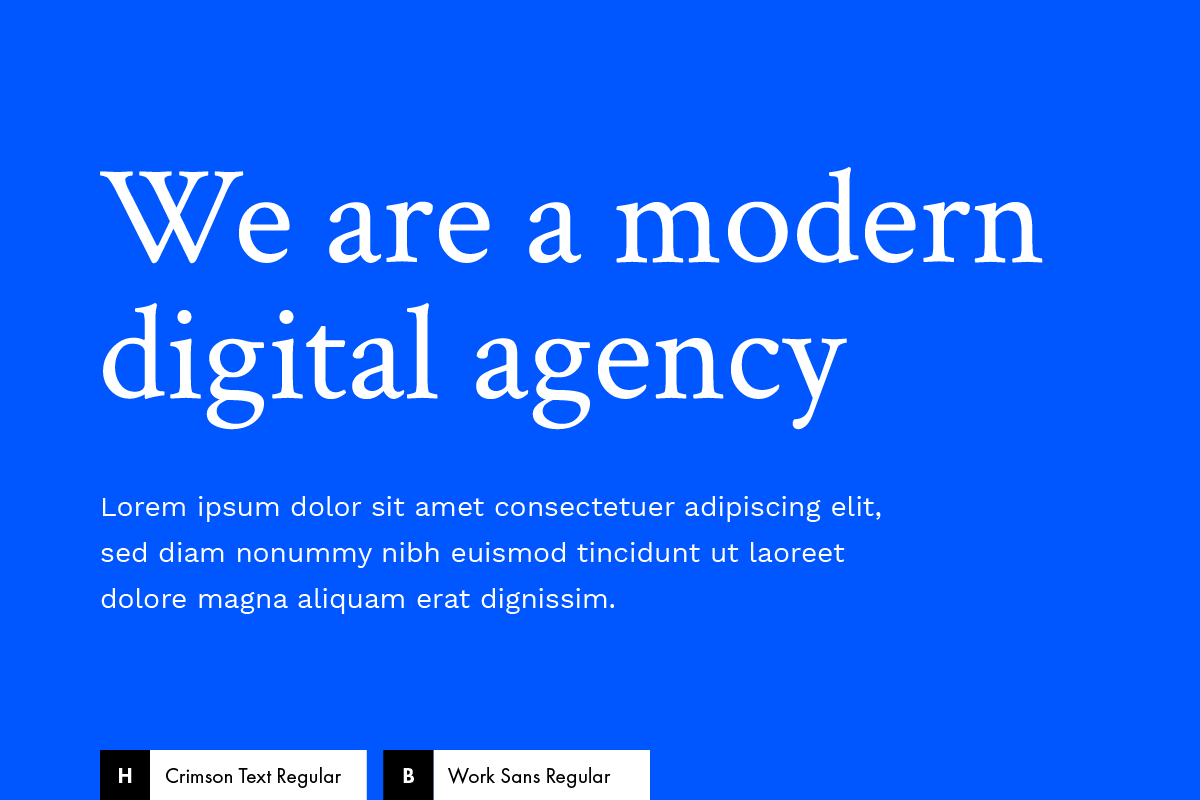 We are a modern
digital agency
Lorem ipsum dolor sit amet consectetuer adipiscing elit,
sed diam nonummy nibh euismod tincidunt ut laoreet
dolore magna aliquam erat dignissim.
H Crimson Text Regular B Work Sans Regular